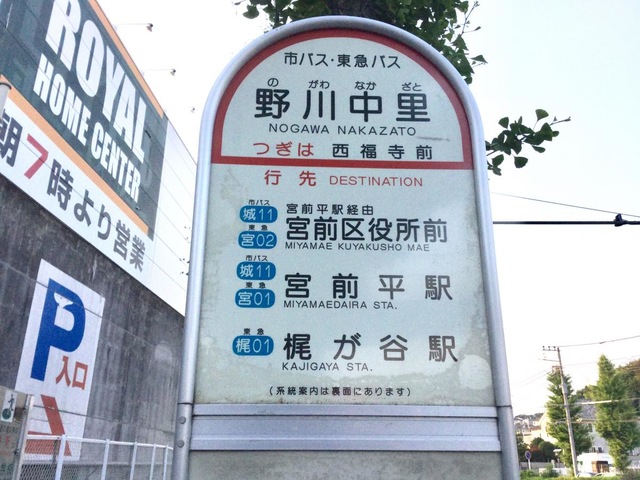 ROYAL
HOME CENTER
朝7時より営業
P
入口
市バス・東急バス
の がわ なか ざと
野川中里
NOGAWA NAKAZATO
つぎは 西福寺前
行先 DESTINATION
市バス
城11 宮前平駅経由
東急
宮02 宮前区役所前
MIYAMAE KUYAKUSHO MAE
市バス
城11
東急
宮01 宮前平駅
MIYAMAEDAIRA STA.
東急
梶01 梶が谷駅
KAJIGAYA STA.
(系統案内は裏面にあります)